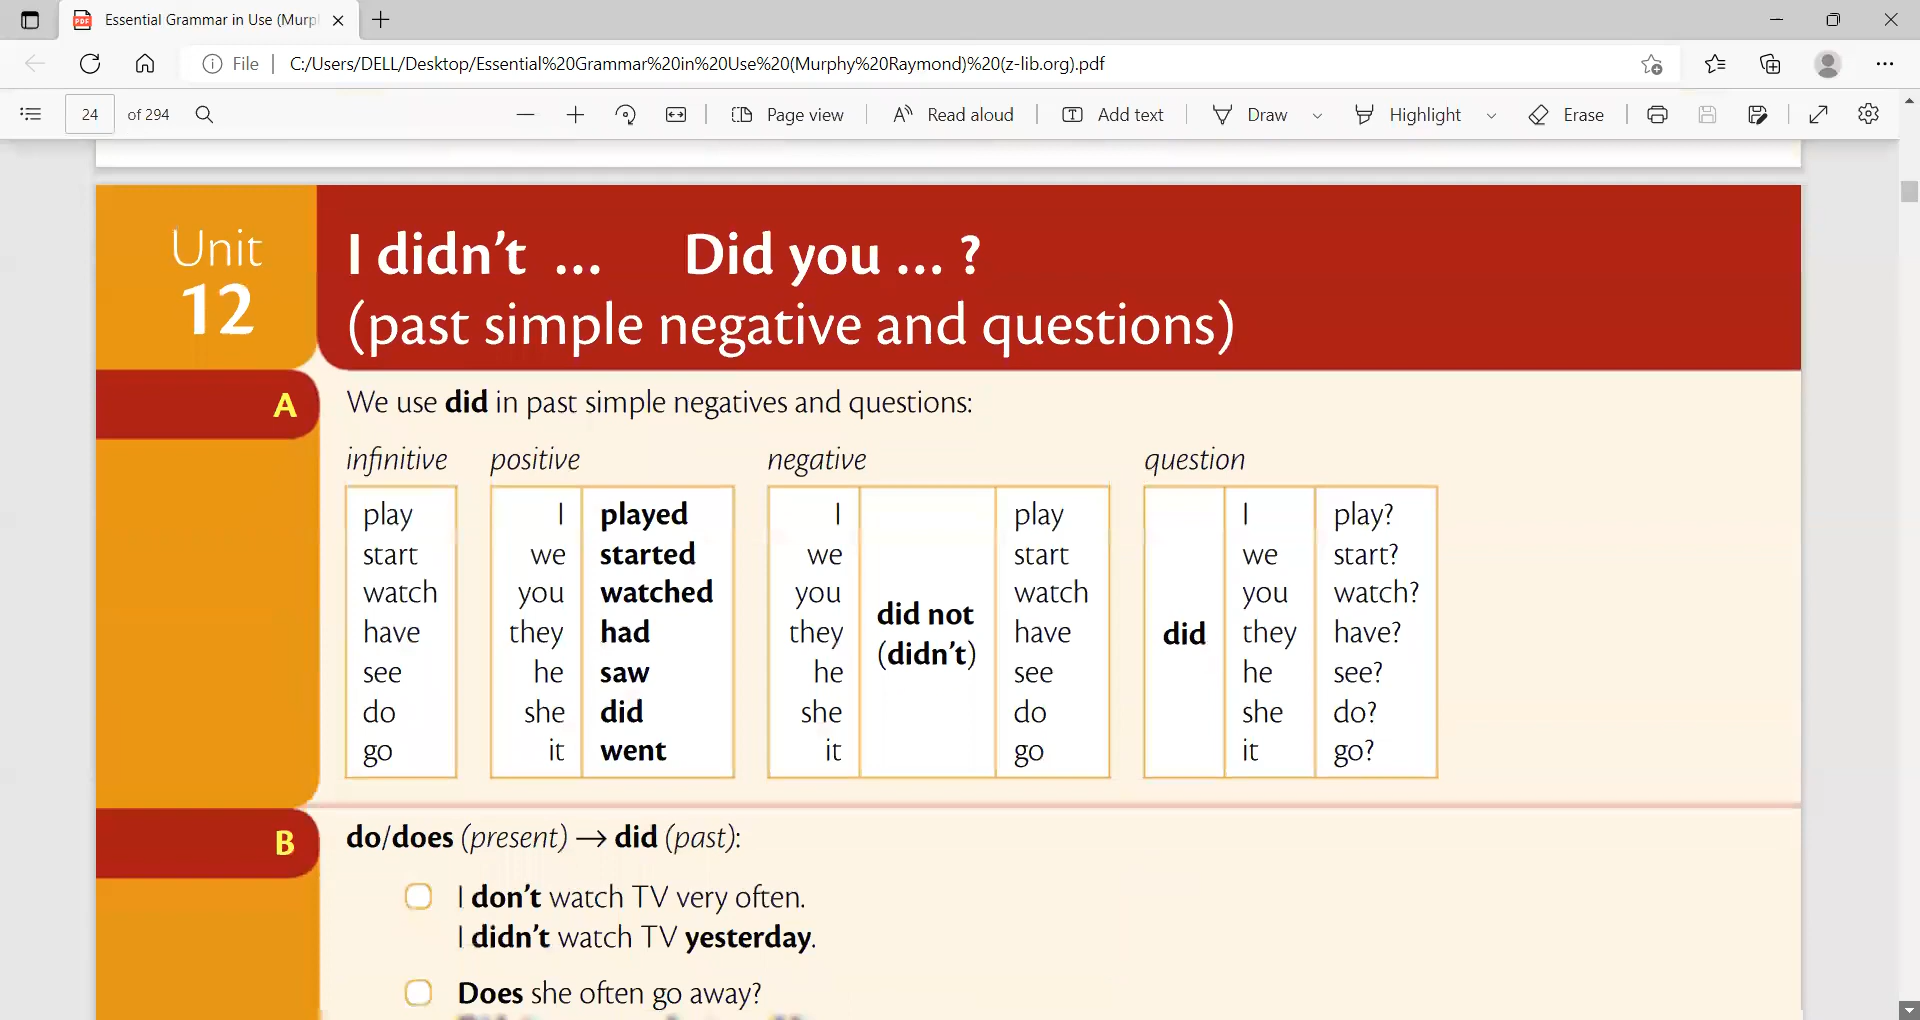 Essential Grammar in Use (Murp
File
C:/Users/DELL/Desktop/Essential%20Grammar%20in%20Use%20(Murphy%20Raymond)%20(z-lib.org).pdf
24 of 294
Page view
Read aloud
Add text
Draw
Highlight
Erase
Unit
12
I didn't ... Did you ... ?
(past simple negative and questions)
A
We use did in past simple negatives and questions:
infinitive positive negative question
play I played I play I play?
start we started we start we start?
watch you watched you watch you watch?
have they had they did not have did they have?
see he saw he (didn't) see he see?
do she did she do she do?
go it went it go it go?
B
do/does (present) → did (past):
I don't watch TV very often.
I didn't watch TV yesterday.
Does she often go away?